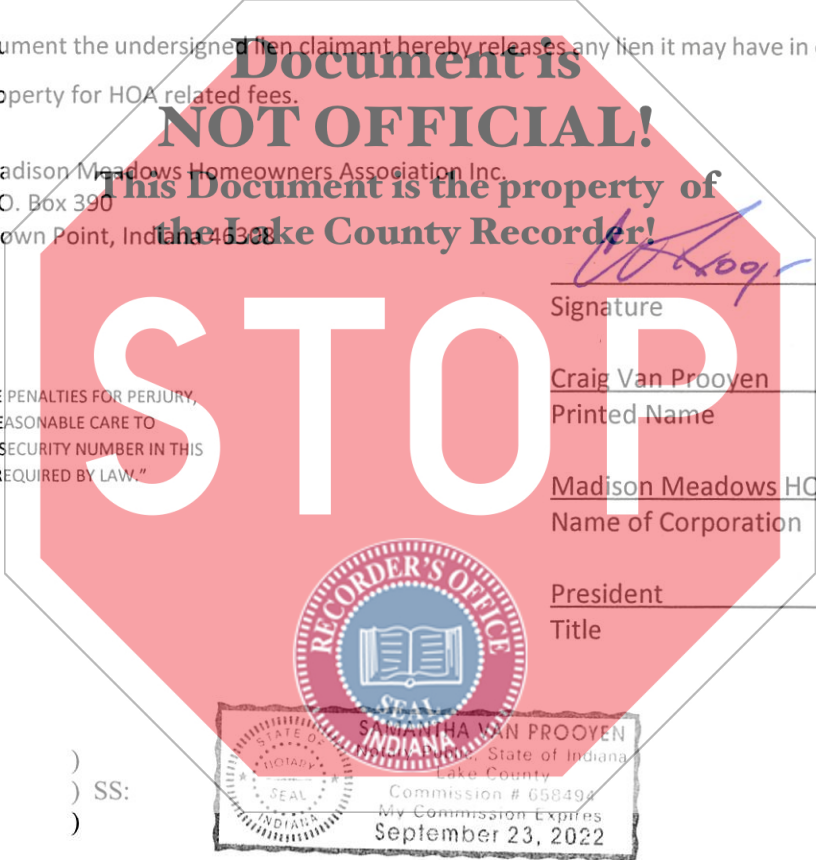 ument the undersigned lien claimant hereby releases any lien it may have in
Document is
operty for HOA related fees.
NOT OFFICIAL!
adison Meadows Homeowners Association Inc.
This Document is the property of
O. Box 390
the Lake County Recorder!
own Point, Indiana 46308
Signature
STOP
Craig Van Prooyen
Printed Name
PENALTIES FOR PERJURY,
EASONABLE CARE TO
SECURITY NUMBER IN THIS
REQUIRED BY LAW."
Madison Meadows HO
Name of Corporation
President
Title
RECORDER'S OFFICE
SEAL
INDIANA
SAMANTHA VAN PROOYEN
Notary Public, State of Indiana
Lake County
Commission # 658494
My Commission Expires
September 23, 2022
STATE OF
NOTARY
SEAL
INDIANA
)
) SS:
)